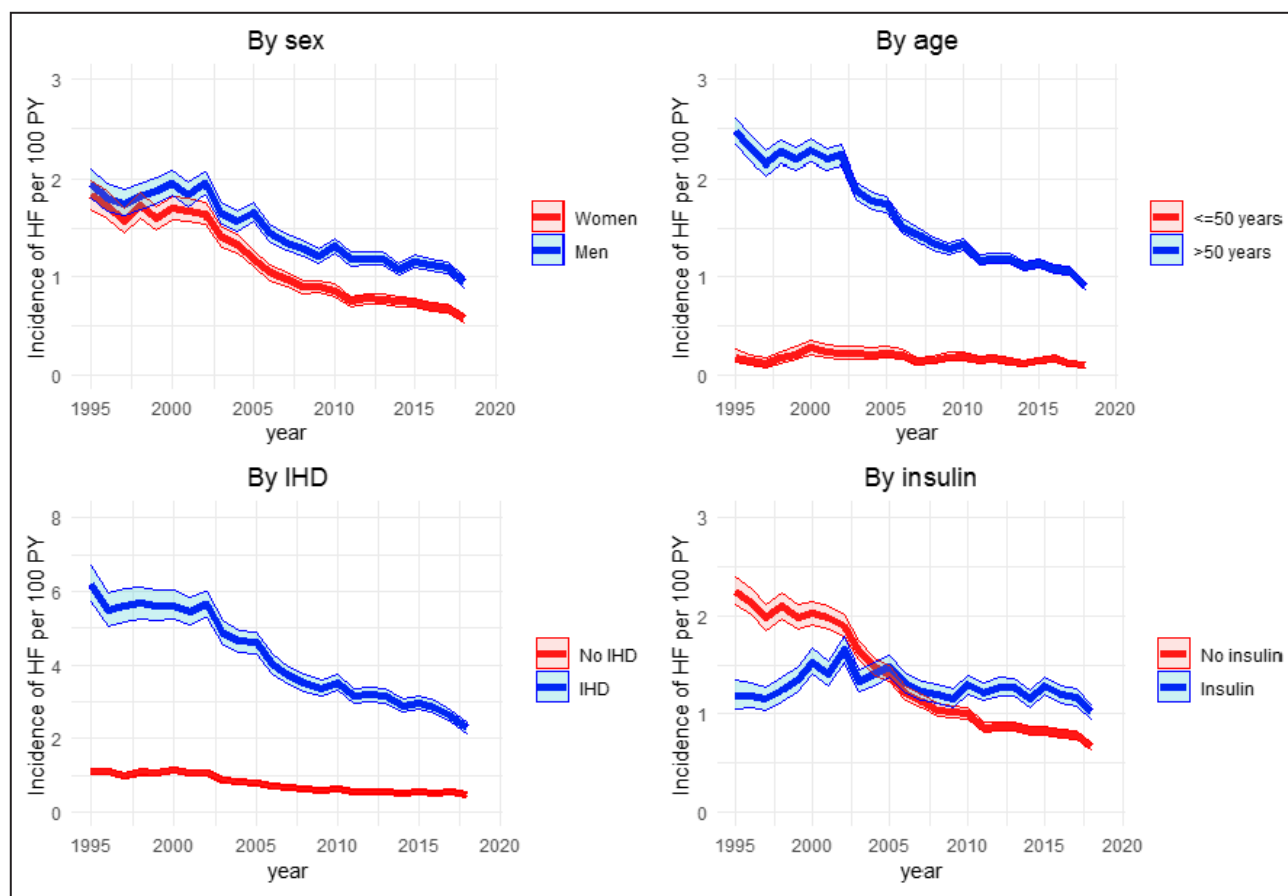 By sex
Incidence of HF per 100 PY
3
2
1
0
1995 2000 2005 2010 2015 2020
year
Women
Men
By age
Incidence of HF per 100 PY
3
2
1
0
1995 2000 2005 2010 2015 2020
year
<=50 years
>50 years
By IHD
Incidence of HF per 100 PY
8
6
4
2
0
1995 2000 2005 2010 2015 2020
year
No IHD
IHD
By insulin
Incidence of HF per 100 PY
3
2
1
0
1995 2000 2005 2010 2015 2020
year
No insulin
Insulin